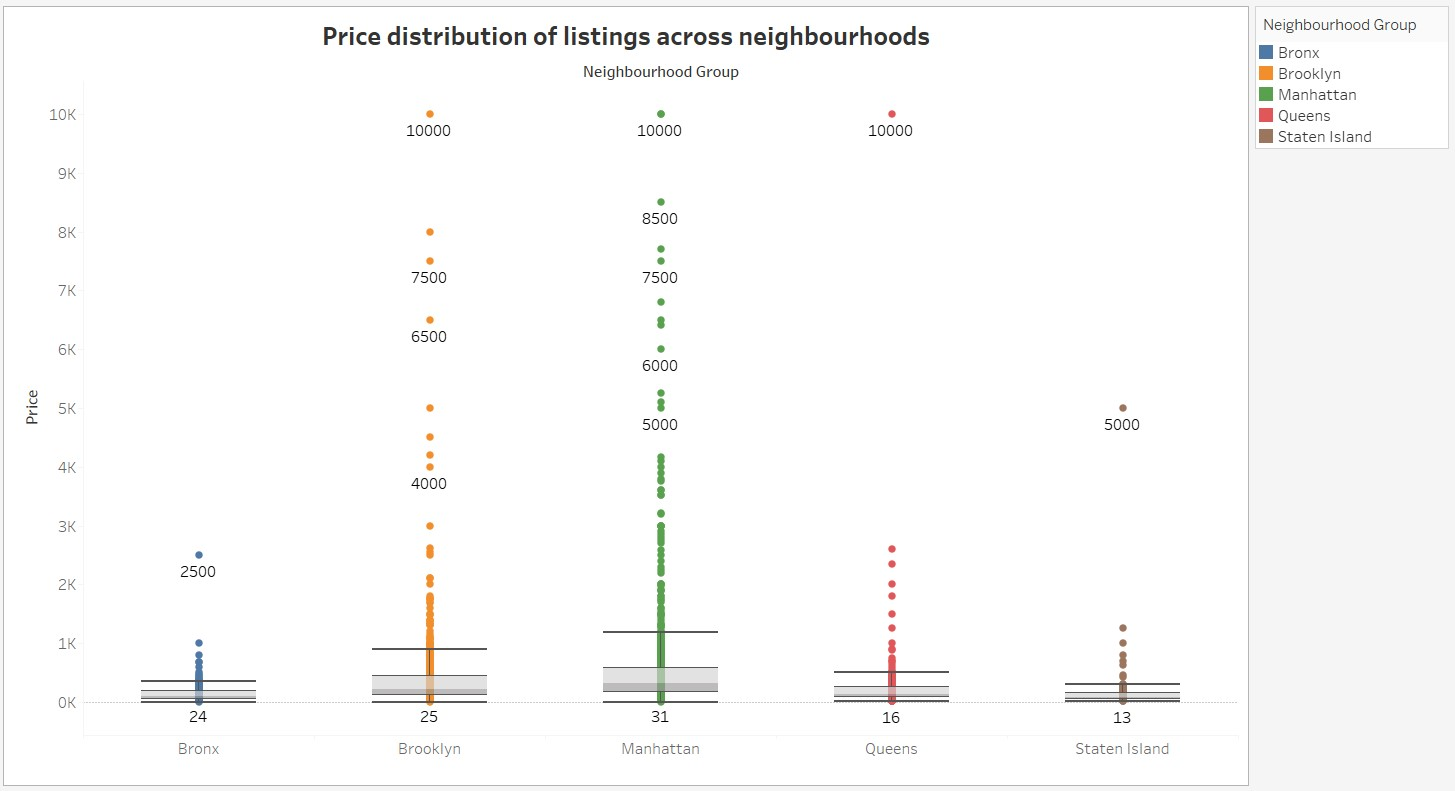 Price distribution of listings across neighbourhoods
Neighbourhood Group
Price
10K
9K
8K
7K
6K
5K
4K
3K
2K
1K
0K
2500
24
10000
7500
6500
4000
25
10000
8500
7500
6000
5000
31
10000
16
5000
13
Bronx
Brooklyn
Manhattan
Queens
Staten Island
Neighbourhood Group
Bronx
Brooklyn
Manhattan
Queens
Staten Island